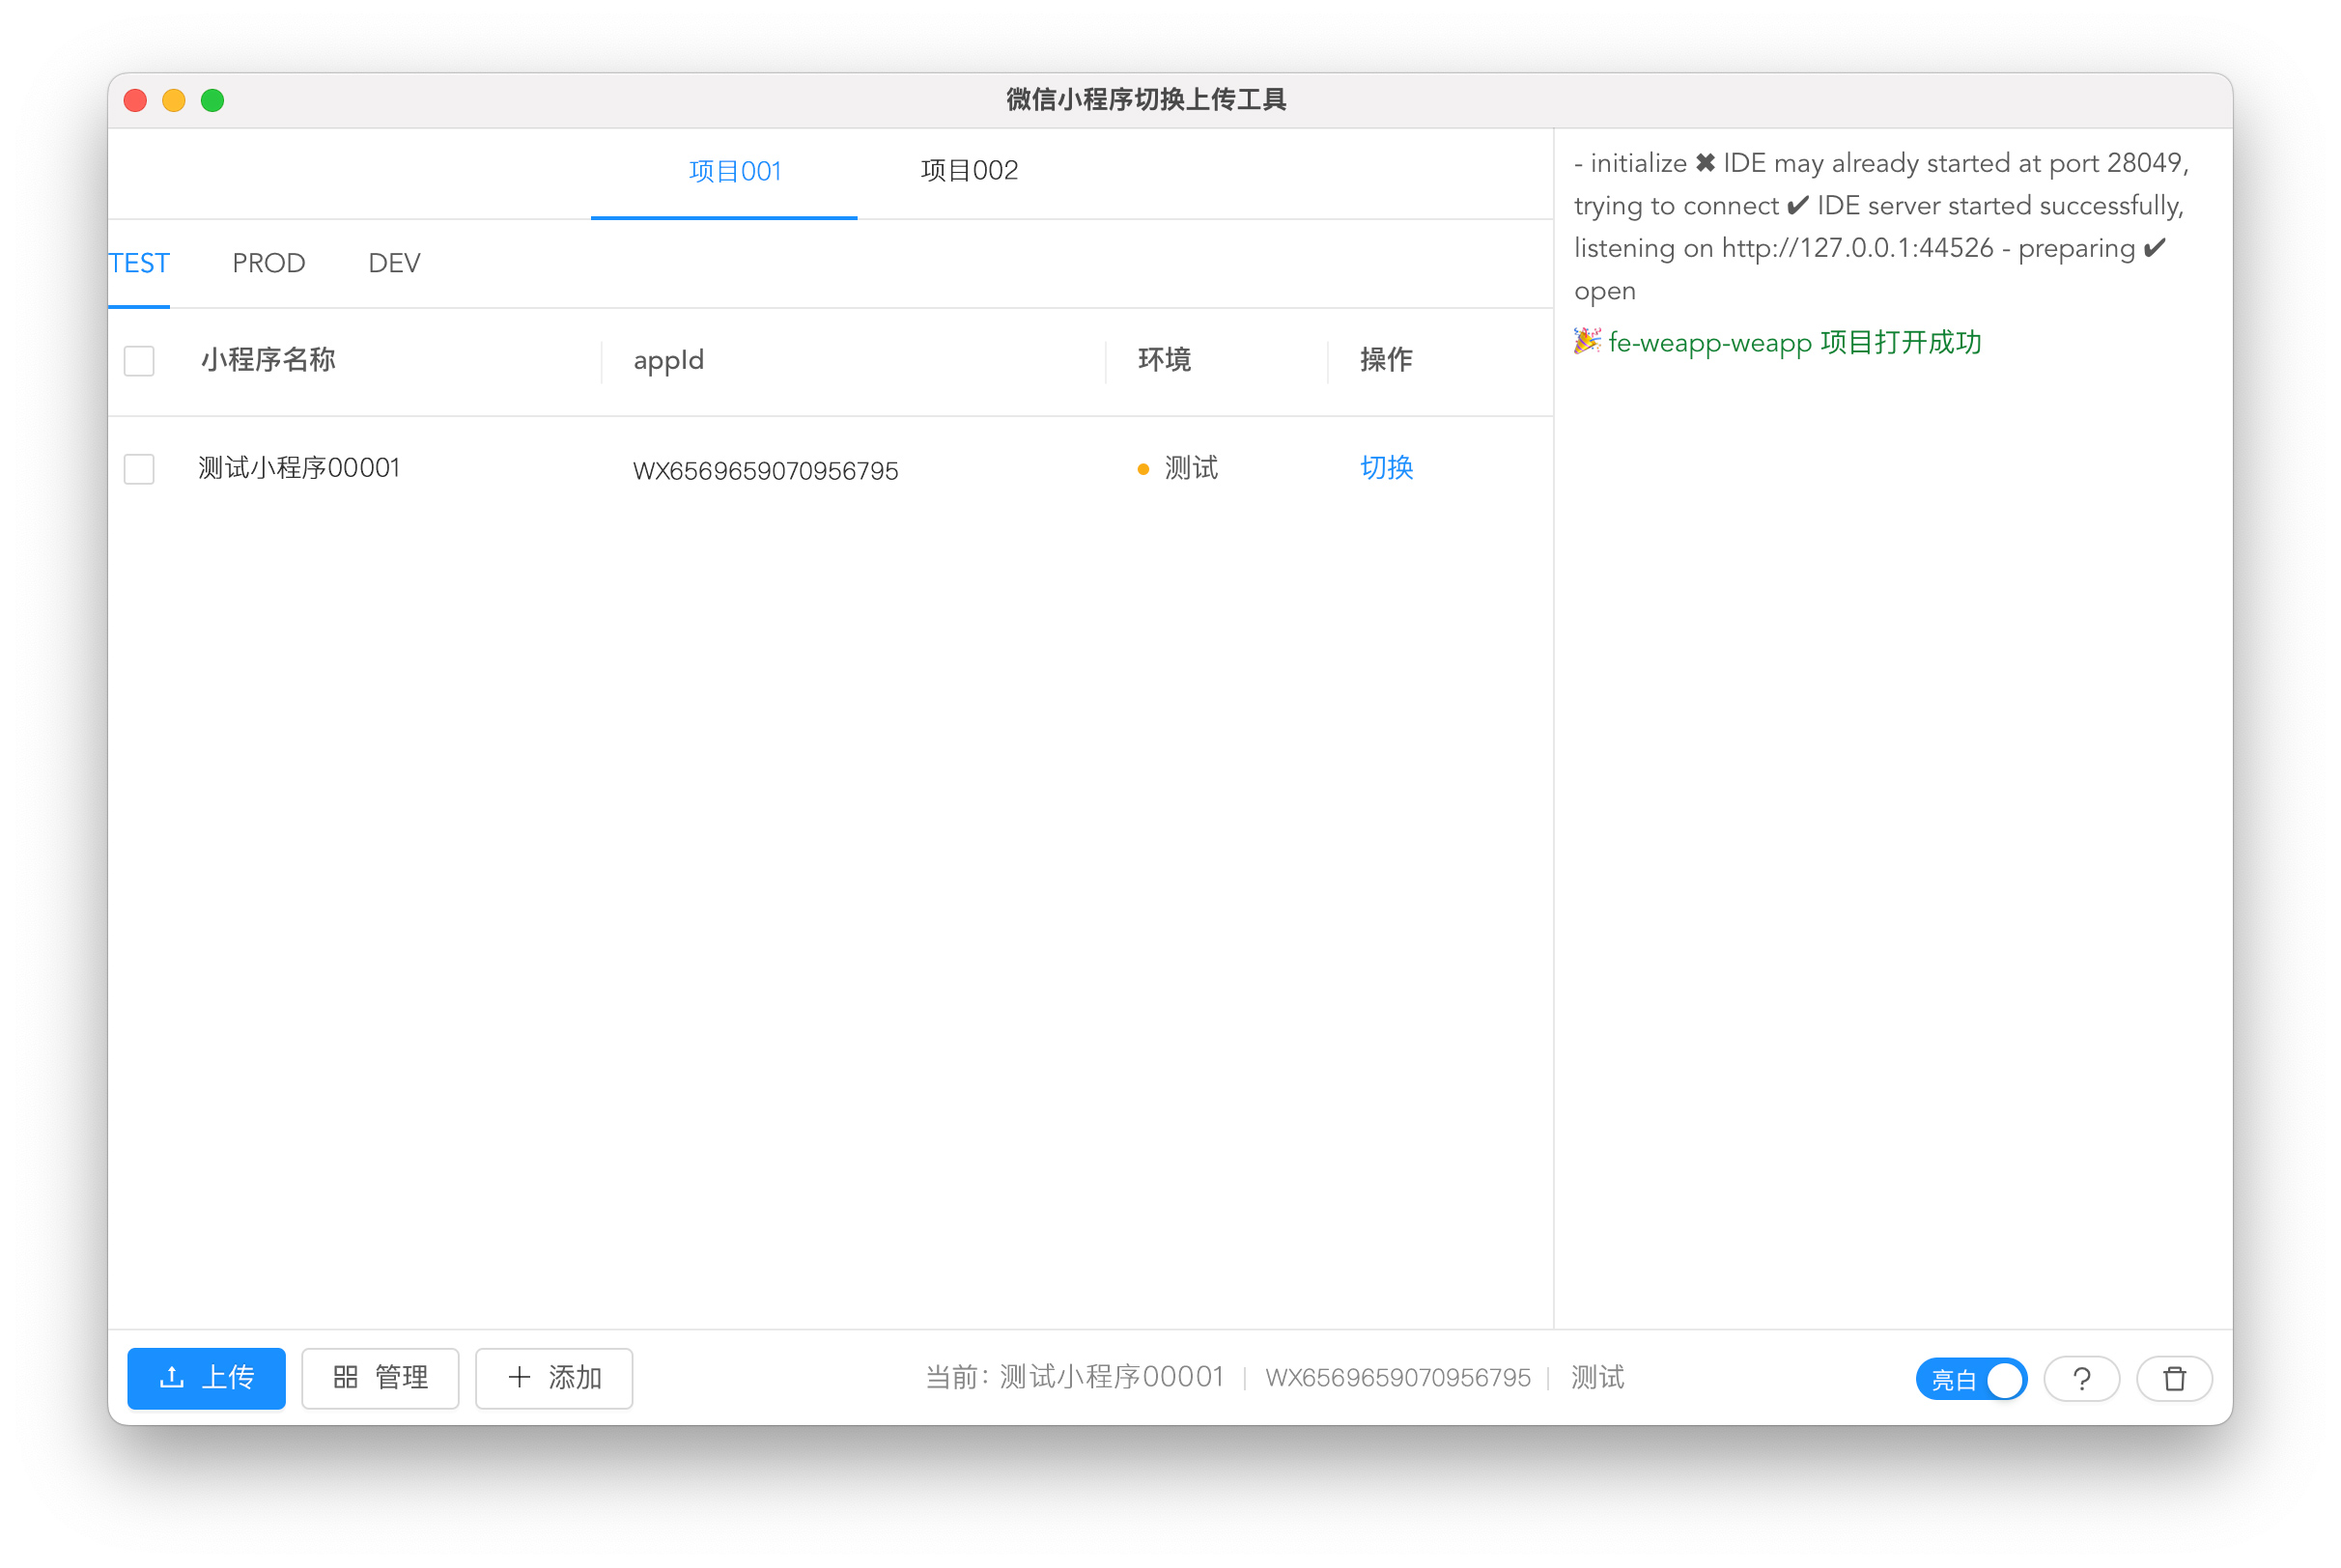 微信小程序切换上传工具
项目001 项目002
TEST PROD DEV
小程序名称 appId 环境 操作
测试小程序00001 WX6569659070956795 测试 切换
- initialize ✖ IDE may already started at port 28049,
trying to connect ✔ IDE server started successfully,
listening on http://127.0.0.1:44526 - preparing ✔
open
🎉 fe-weapp-weapp 项目打开成功
上传 管理 添加
当前：测试小程序00001 | WX6569659070956795 | 测试
亮白 ?